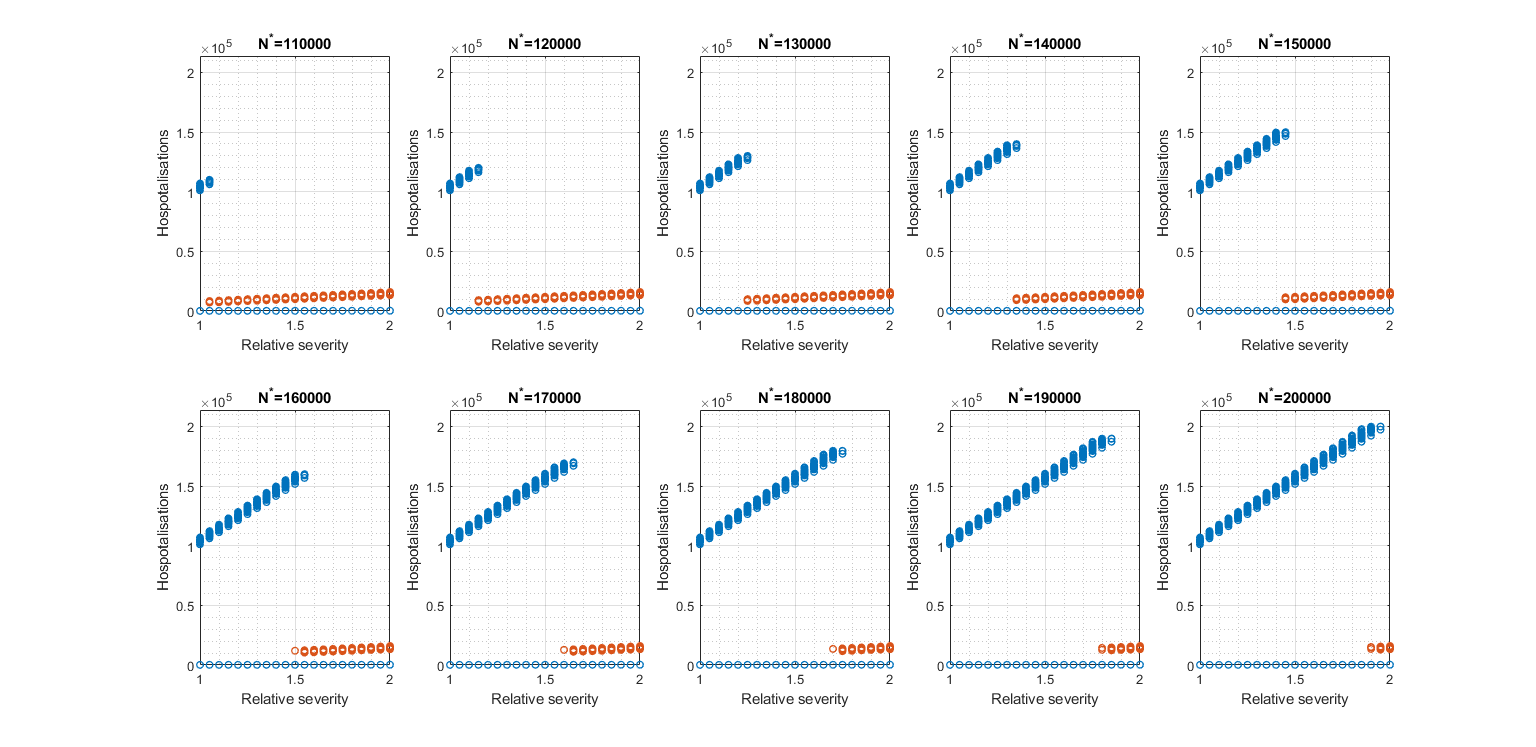 N*=110000
N*=120000
N*=130000
N*=140000
N*=150000
×10^5
×10^5
×10^5
×10^5
×10^5
2
1.5
1
0.5
0
Hospotalisations
1 1.5 2
Relative severity
2
1.5
1
0.5
0
Hospotalisations
1 1.5 2
Relative severity
2
1.5
1
0.5
0
Hospotalisations
1 1.5 2
Relative severity
2
1.5
1
0.5
0
Hospotalisations
1 1.5 2
Relative severity
2
1.5
1
0.5
0
Hospotalisations
1 1.5 2
Relative severity
N*=160000
N*=170000
N*=180000
N*=190000
N*=200000
×10^5
×10^5
×10^5
×10^5
×10^5
2
1.5
1
0.5
0
Hospotalisations
1 1.5 2
Relative severity
2
1.5
1
0.5
0
Hospotalisations
1 1.5 2
Relative severity
2
1.5
1
0.5
0
Hospotalisations
1 1.5 2
Relative severity
2
1.5
1
0.5
0
Hospotalisations
1 1.5 2
Relative severity
2
1.5
1
0.5
0
Hospotalisations
1 1.5 2
Relative severity